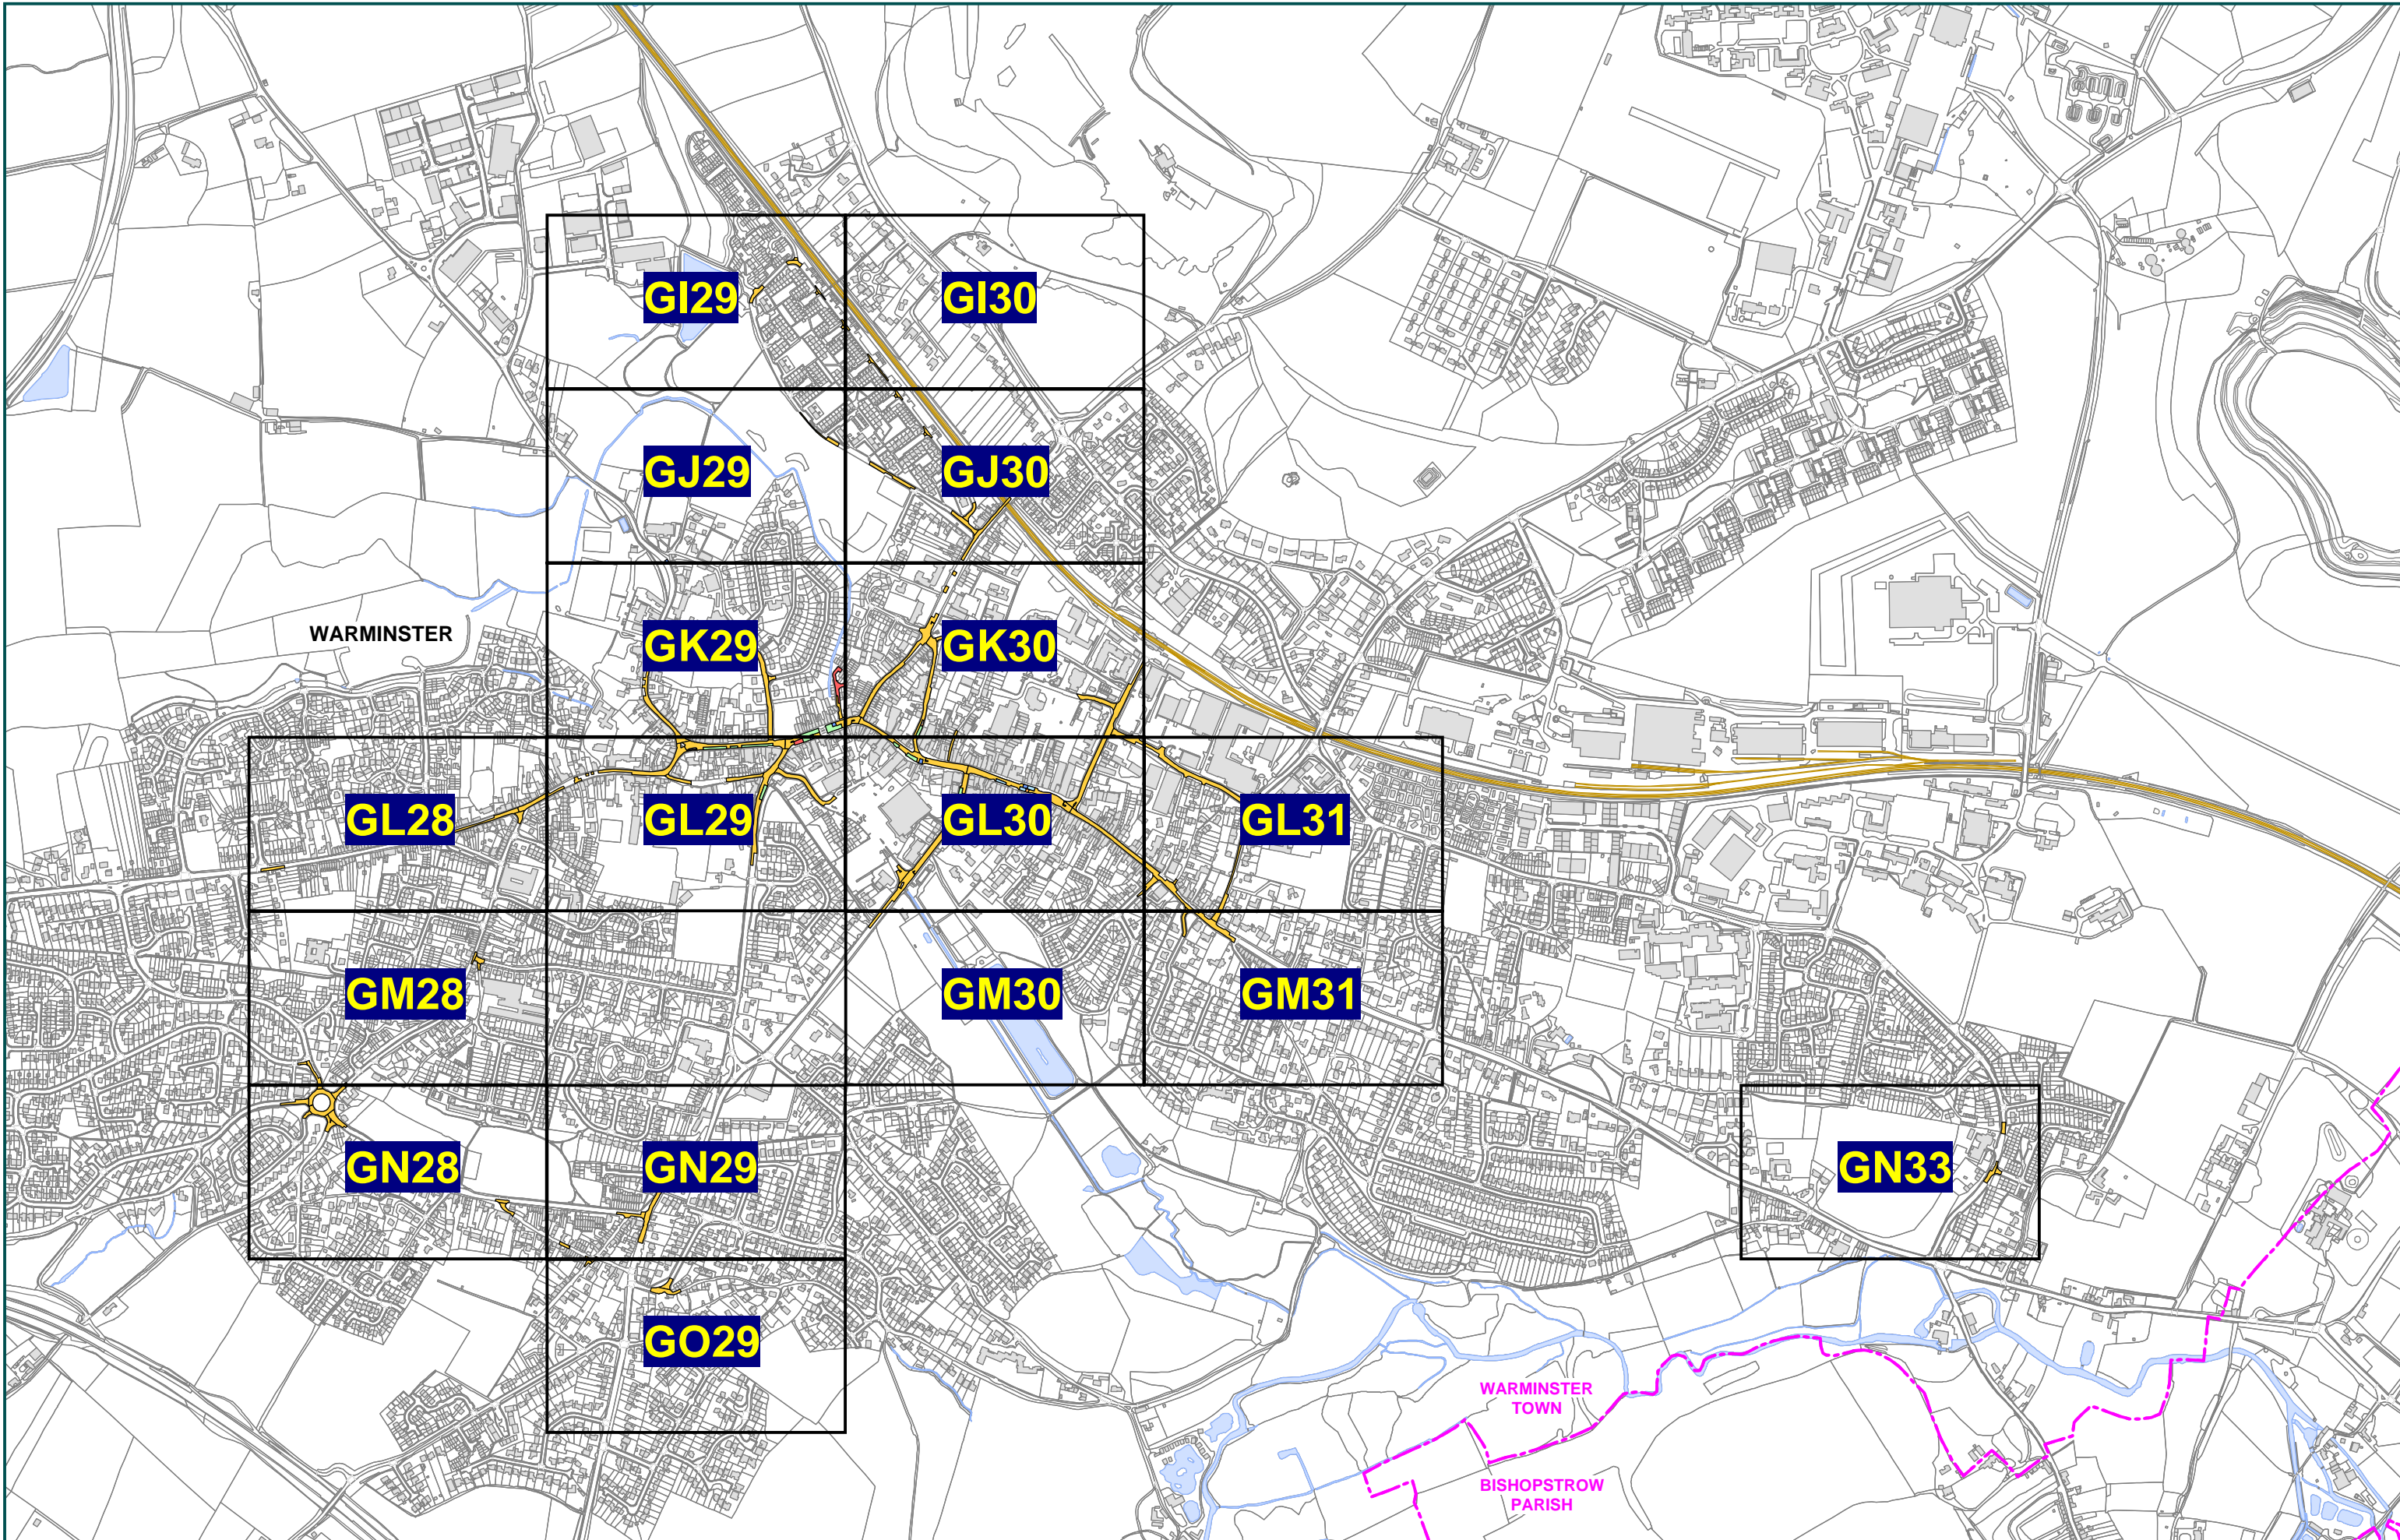 GI29
GI30
GJ29
GJ30
WARMINSTER
GK29
GK30
GL28
GL29
GL30
GL31
GM28
GM30
GM31
GN28
GN29
GN33
GO29
WARMINSTER
TOWN
BISHOPSTROW
PARISH